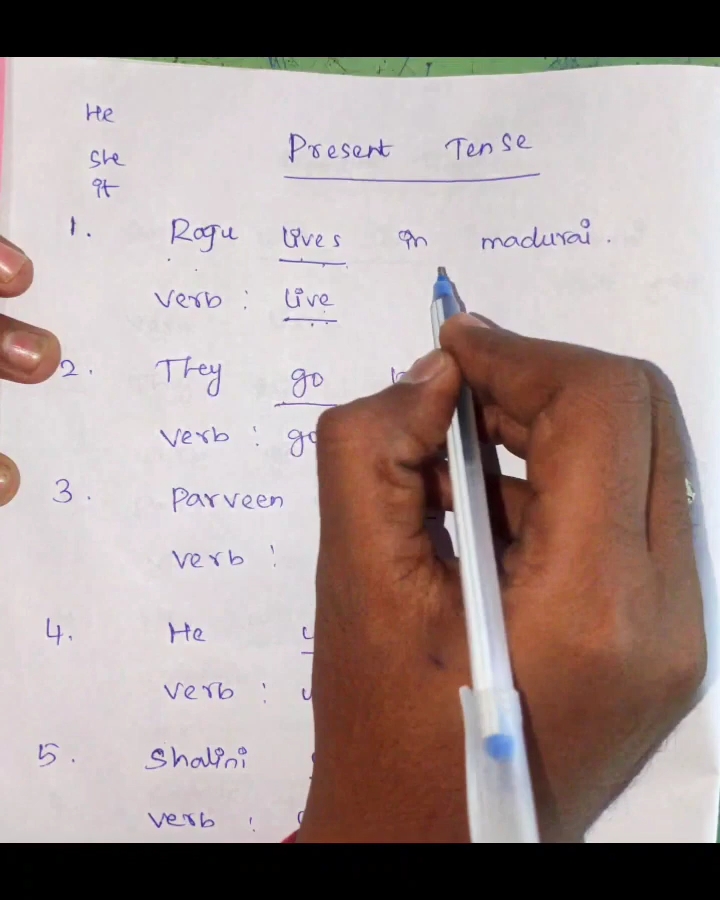 He
She
it
Present Tense
1. Ragu lives in madurai.
verb : live
2. They go
verb : go
3. Parveen
verb :
4. He
verb :
5. Shalini
verb :